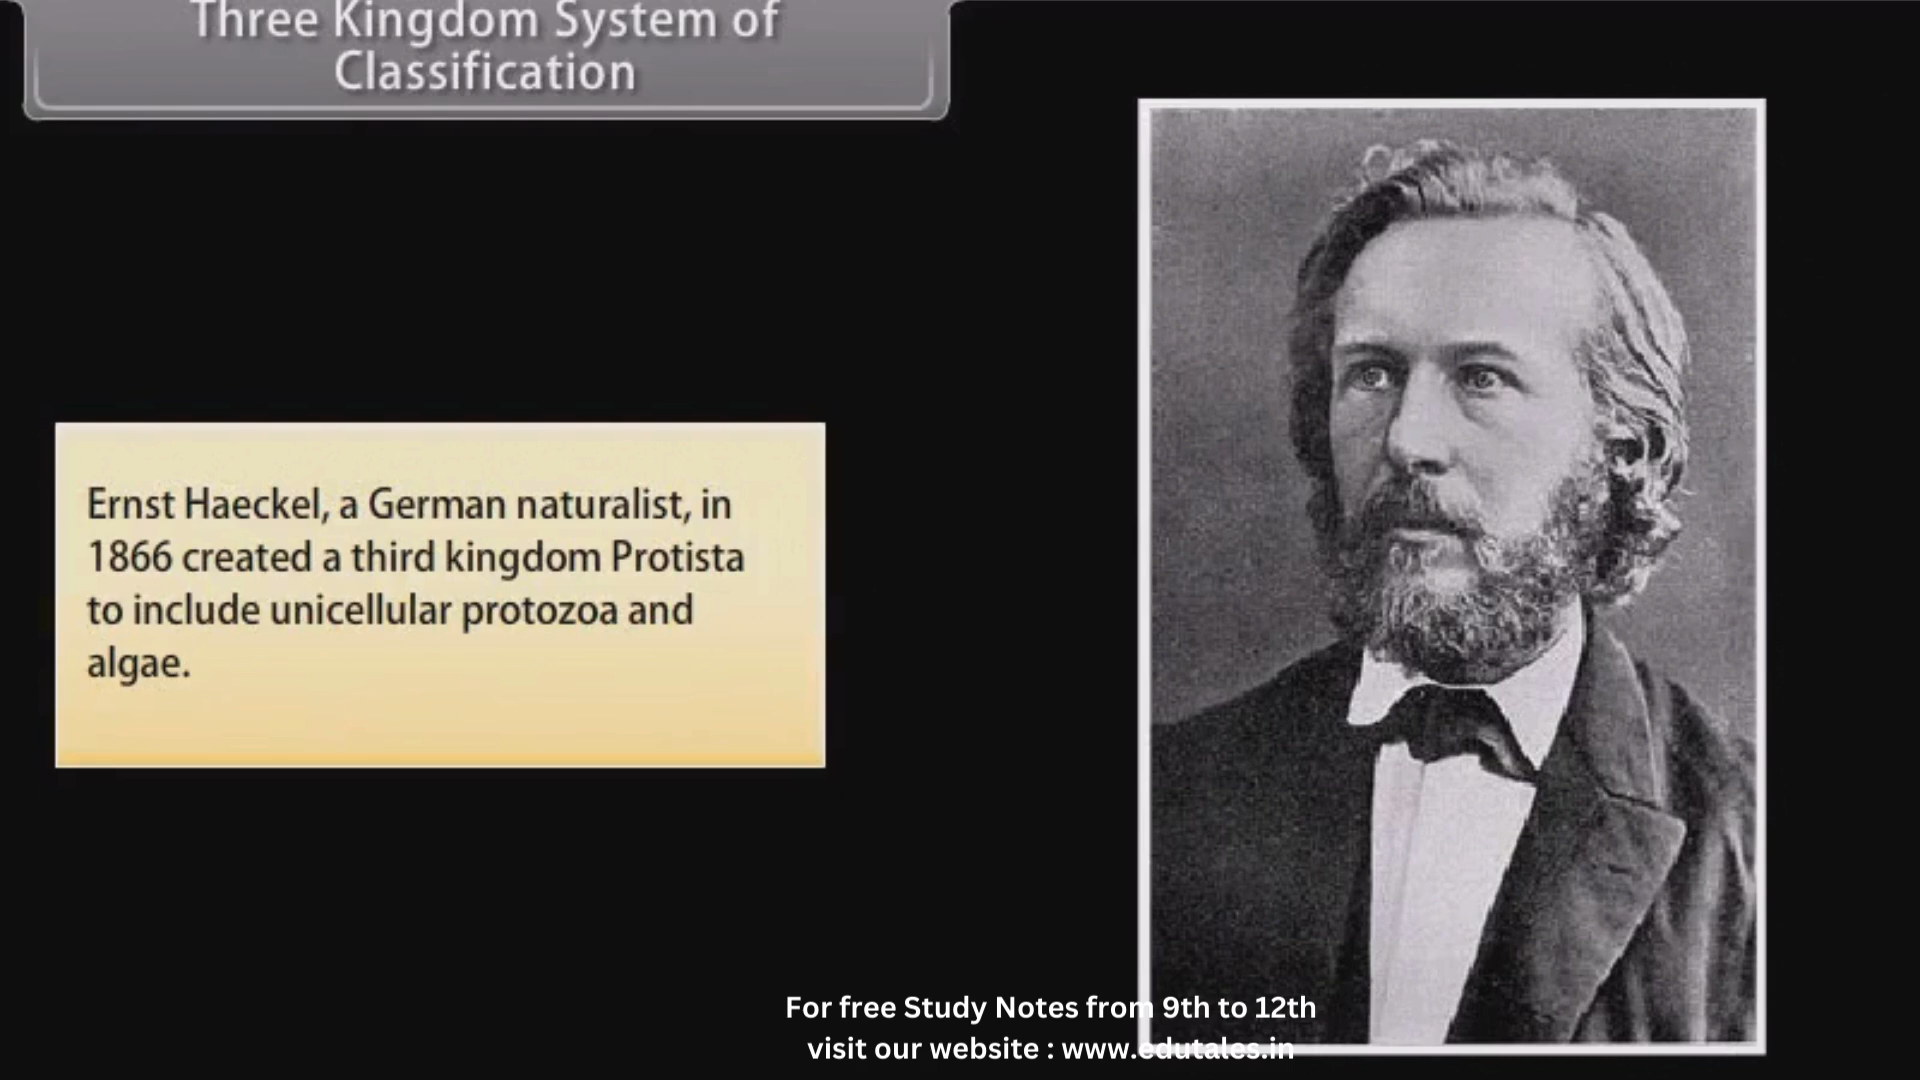 Three Kingdom System of
Classification
Ernst Haeckel, a German naturalist, in
1866 created a third kingdom Protista
to include unicellular protozoa and
algae.
For free Study Notes from 9th to 12th
visit our website : www.edutales.in